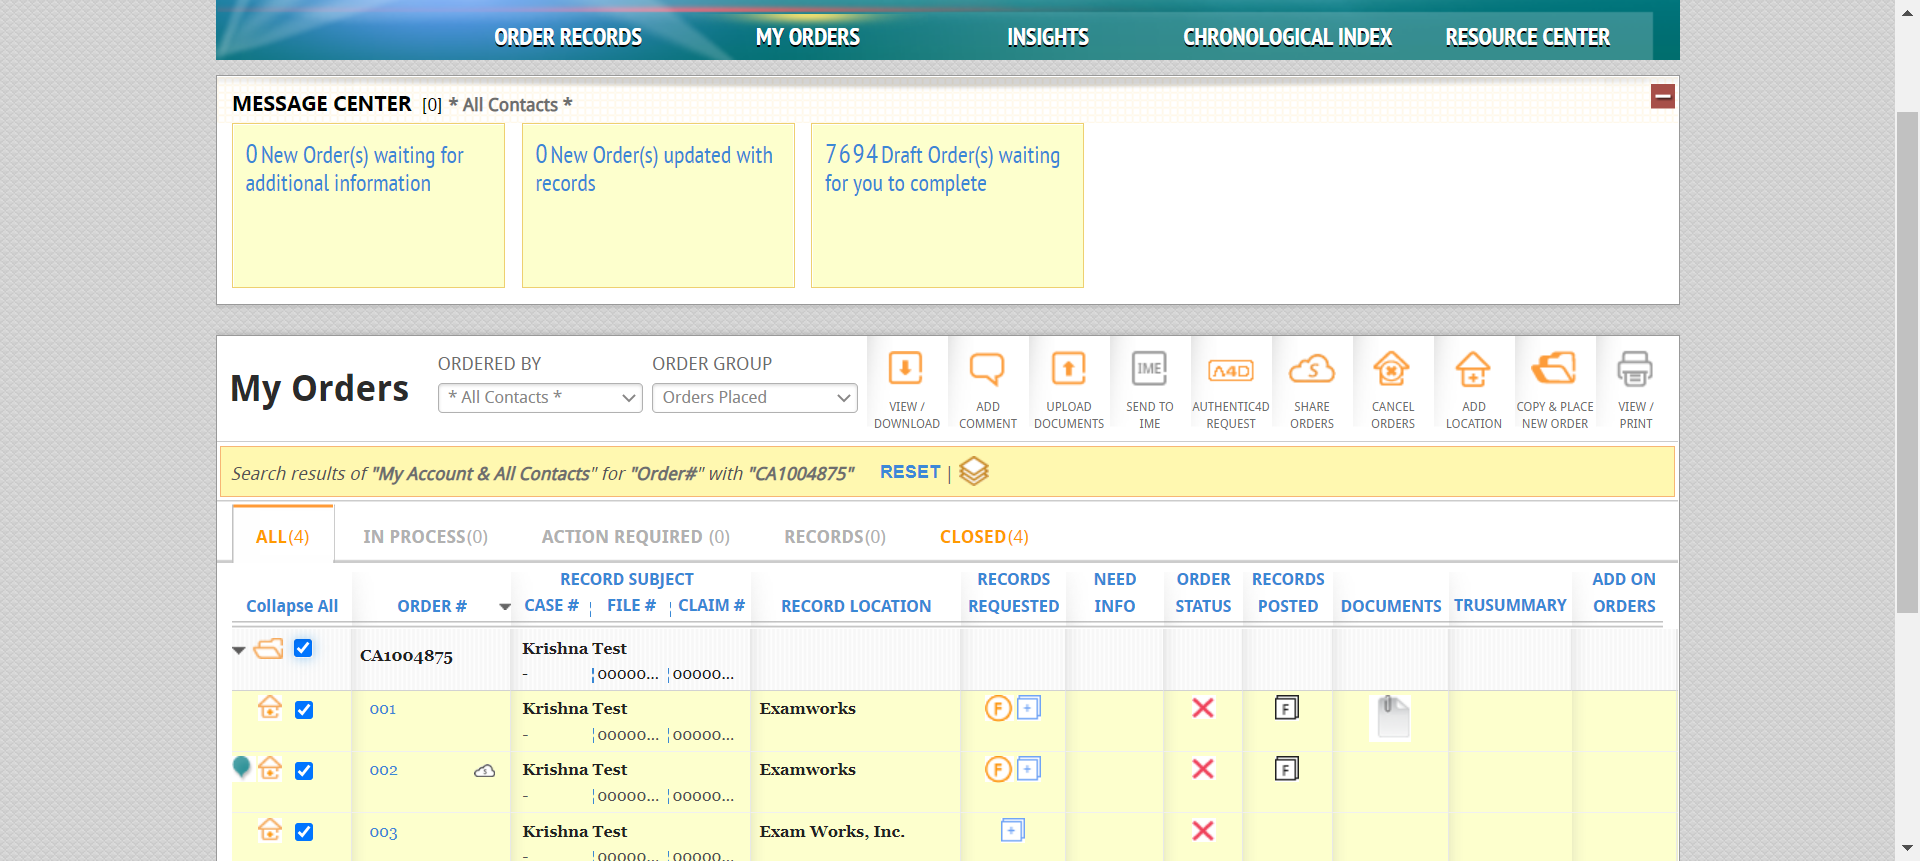 ORDER RECORDS MY ORDERS INSIGHTS CHRONOLOGICAL INDEX RESOURCE CENTER
MESSAGE CENTER [0] * All Contacts *
0 New Order(s) waiting for
additional information
0 New Order(s) updated with
records
7694 Draft Order(s) waiting
for you to complete
My Orders
ORDERED BY
* All Contacts *
ORDER GROUP
Orders Placed
VIEW /
DOWNLOAD
ADD
COMMENT
UPLOAD
DOCUMENTS
IME
SEND TO
IME
A4D
AUTHENTIC4D
REQUEST
S
SHARE
ORDERS
CANCEL
ORDERS
ADD
LOCATION
COPY & PLACE
NEW ORDER
VIEW /
PRINT
Search results of "My Account & All Contacts" for "Order#" with "CA1004875" RESET |
ALL(4) IN PROCESS(0) ACTION REQUIRED (0) RECORDS(0) CLOSED(4)
Collapse All
ORDER #
RECORD SUBJECT
CASE # ¦ FILE # ¦ CLAIM #
RECORD LOCATION
RECORDS
REQUESTED
NEED
INFO
ORDER
STATUS
RECORDS
POSTED
DOCUMENTS
TRUSUMMARY
ADD ON
ORDERS
CA1004875 Krishna Test
- ¦00000... ¦00000...
001 Krishna Test Examworks F F
- ¦00000... ¦00000...
002 S Krishna Test Examworks F F
- ¦00000... ¦00000...
003 Krishna Test Exam Works, Inc.
- ¦00000... ¦00000...